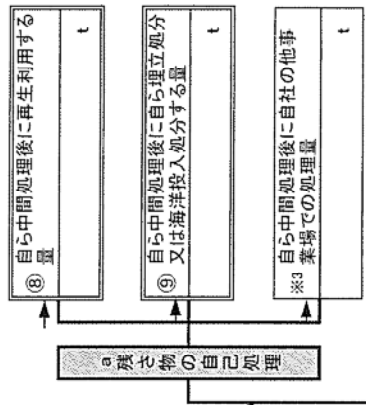 ⑧ 自ら中間処理後に再生利用する
量
t
⑨ 自ら中間処理後に自ら埋立処分
又は海洋投入処分する量
t
※3 自ら中間処理後に自社の他事
業場での処理量
t
a 残さ物の自己処理